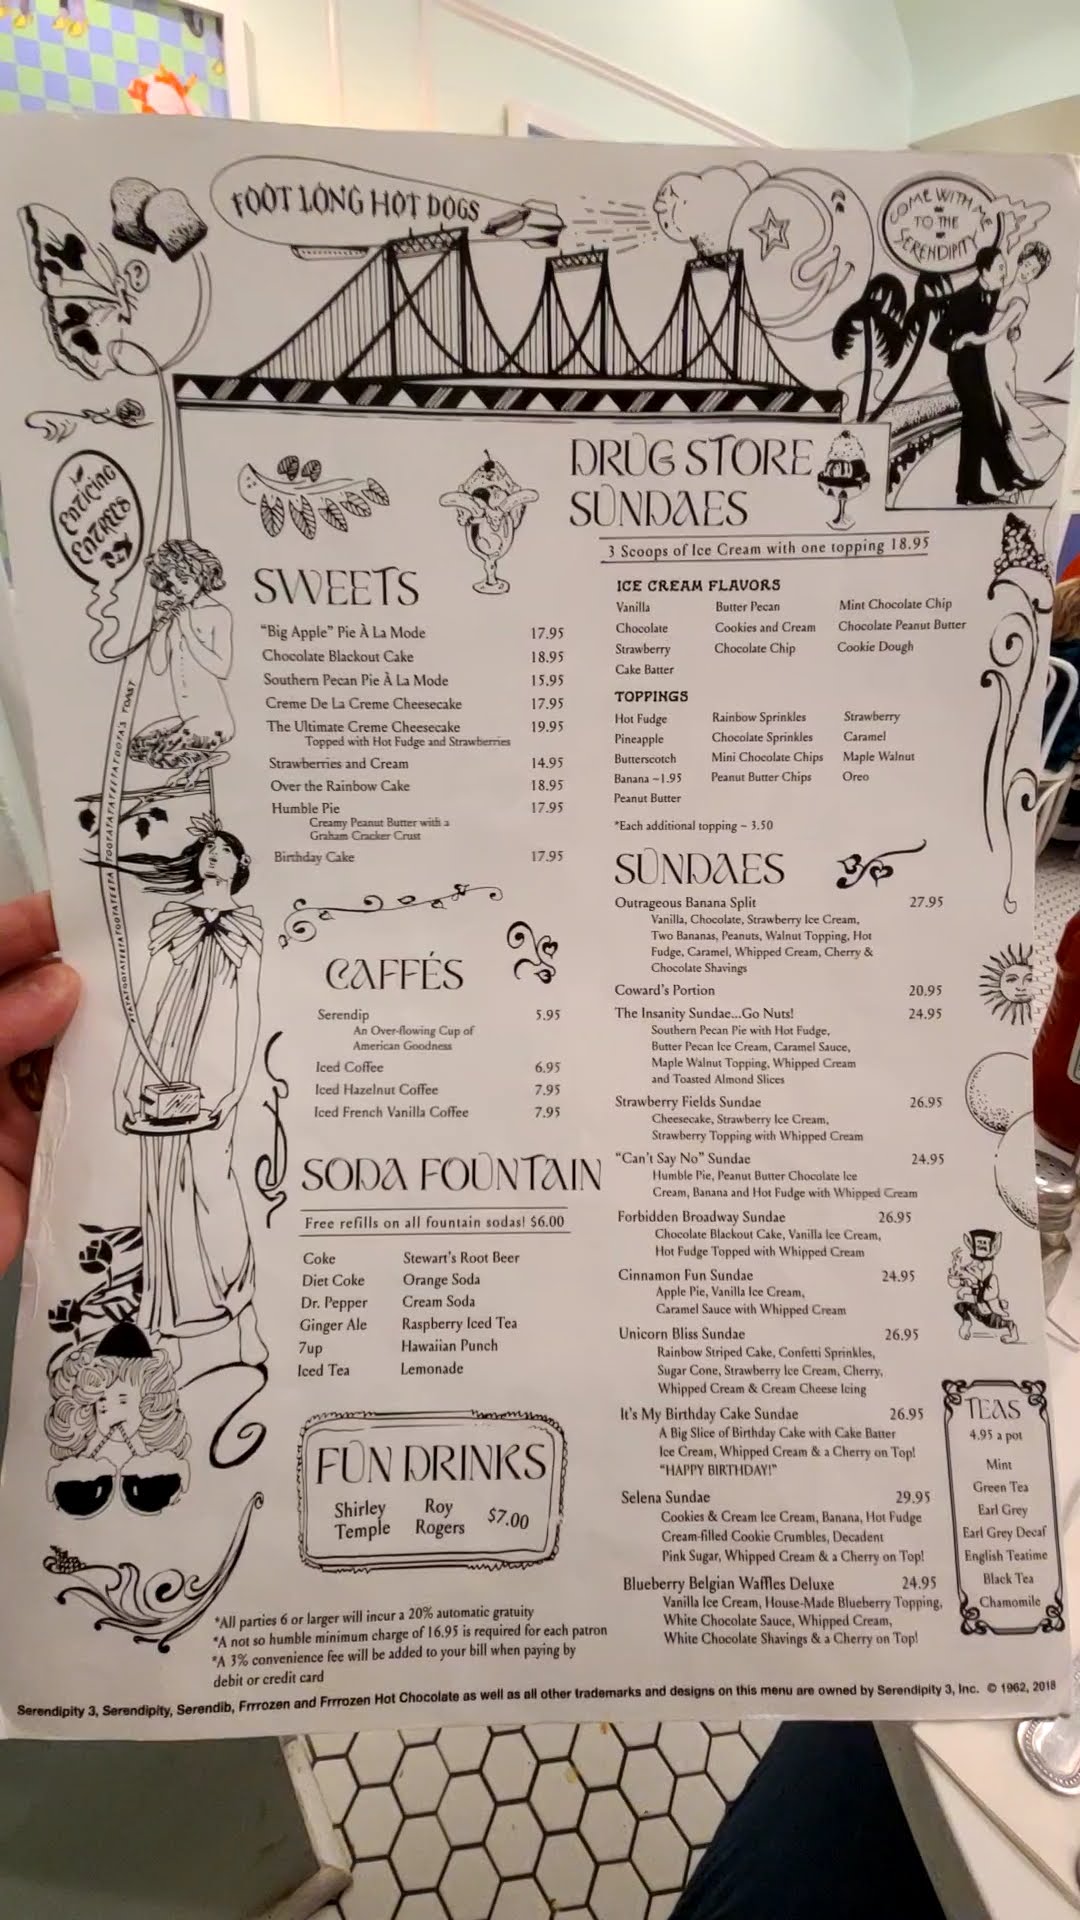 FOOT LONG HOT DOGS
COME WITH ME
TO THE
SERENDIPITY
ENTICING
ENTREES
DRUG STORE
SUNDAES
3 Scoops of Ice Cream with one topping 18.95
ICE CREAM FLAVORS
Vanilla Butter Pecan Mint Chocolate Chip
Chocolate Cookies and Cream Chocolate Peanut Butter
Strawberry Chocolate Chip Cookie Dough
Cake Batter
TOPPINGS
Hot Fudge Rainbow Sprinkles Strawberry
Pineapple Chocolate Sprinkles Caramel
Butterscotch Mini Chocolate Chips Maple Walnut
Banana ~1.95 Peanut Butter Chips Oreo
Peanut Butter
*Each additional topping ~ 3.50
SWEETS
"Big Apple" Pie À La Mode 17.95
Chocolate Blackout Cake 18.95
Southern Pecan Pie À La Mode 15.95
Creme De La Creme Cheesecake 17.95
The Ultimate Creme Cheesecake 19.95
Topped with Hot Fudge and Strawberries
Strawberries and Cream 14.95
Over the Rainbow Cake 18.95
Humble Pie 17.95
Creamy Peanut Butter with a
Graham Cracker Crust
Birthday Cake 17.95
CAFFÉS
Serendip 5.95
An Over-flowing Cup of
American Goodness
Iced Coffee 6.95
Iced Hazelnut Coffee 7.95
Iced French Vanilla Coffee 7.95
SODA FOUNTAIN
Free refills on all fountain sodas! $6.00
Coke Stewart's Root Beer
Diet Coke Orange Soda
Dr. Pepper Cream Soda
Ginger Ale Raspberry Iced Tea
7up Hawaiian Punch
Iced Tea Lemonade
FUN DRINKS
Shirley Temple Roy Rogers $7.00
SUNDAES
Outrageous Banana Split 27.95
Vanilla, Chocolate, Strawberry Ice Cream,
Two Bananas, Peanuts, Walnut Topping, Hot
Fudge, Caramel, Whipped Cream, Cherry &
Chocolate Shavings
Coward's Portion 20.95
The Insanity Sundae...Go Nuts! 24.95
Southern Pecan Pie with Hot Fudge,
Butter Pecan Ice Cream, Caramel Sauce,
Maple Walnut Topping, Whipped Cream
and Toasted Almond Slices
Strawberry Fields Sundae 26.95
Cheesecake, Strawberry Ice Cream,
Strawberry Topping with Whipped Cream
"Can't Say No" Sundae 24.95
Humble Pie, Peanut Butter Chocolate Ice
Cream, Banana and Hot Fudge with Whipped Cream
Forbidden Broadway Sundae 26.95
Chocolate Blackout Cake, Vanilla Ice Cream,
Hot Fudge Topped with Whipped Cream
Cinnamon Fun Sundae 24.95
Apple Pie, Vanilla Ice Cream,
Caramel Sauce with Whipped Cream
Unicorn Bliss Sundae 26.95
Rainbow Striped Cake, Confetti Sprinkles,
Sugar Cone, Strawberry Ice Cream, Cherry,
Whipped Cream & Cream Cheese Icing
It's My Birthday Cake Sundae 26.95
A Big Slice of Birthday Cake with Cake Batter
Ice Cream, Whipped Cream & a Cherry on Top!
"HAPPY BIRTHDAY!"
Selena Sundae 29.95
Cookies & Cream Ice Cream, Banana, Hot Fudge
Cream-filled Cookie Crumbles, Decadent
Pink Sugar, Whipped Cream & a Cherry on Top!
Blueberry Belgian Waffles Deluxe 24.95
Vanilla Ice Cream, House-Made Blueberry Topping,
White Chocolate Sauce, Whipped Cream,
White Chocolate Shavings & a Cherry on Top!
TEAS
4.95 a pot
Mint
Green Tea
Earl Grey
Earl Grey Decaf
English Teatime
Black Tea
Chamomile
*All parties 6 or larger will incur a 20% automatic gratuity
*A not so humble minimum charge of 16.95 is required for each patron
*A 3% convenience fee will be added to your bill when paying by
debit or credit card
Serendipity 3, Serendipity, Serendib, Frrrozen and Frrrozen Hot Chocolate as well as all other trademarks and designs on this menu are owned by Serendipity 3, Inc. © 1962, 2018